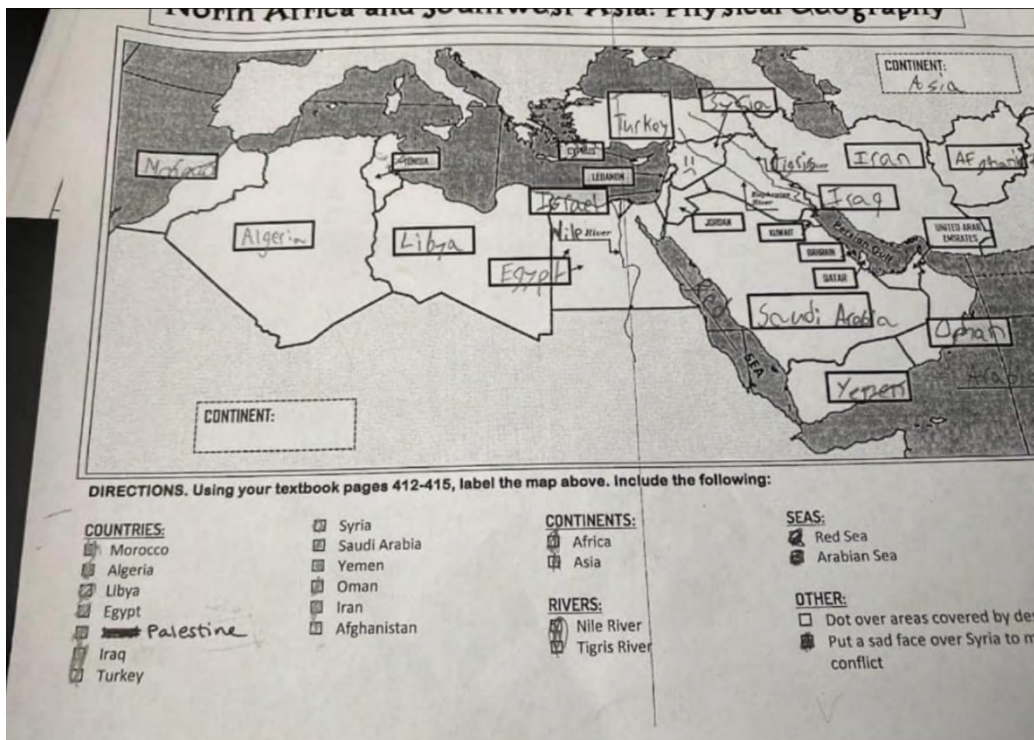 North Africa and Southwest Asia: Physical Geography
CONTINENT:
Asia
Syria
Turkey
Cyprus
TUNISIA
LEBANON
Israel
Tigris River
Iran
Iraq
Euphrates River
Algeria
Libya
Nile River
Egypt
JORDAN
KUWAIT
BAHRAIN
QATAR
Persian Gulf
UNITED ARAB
EMIRATES
Saudi Arabia
Red
SEA
Yemen
CONTINENT:
DIRECTIONS. Using your textbook pages 412-415, label the map above. Include the following:
COUNTRIES:
Morocco
Algeria
Libya
Egypt
Palestine
Iraq
Turkey
Syria
Saudi Arabia
Yemen
Oman
Iran
Afghanistan
CONTINENTS:
Africa
Asia
RIVERS:
Nile River
Tigris River
SEAS:
Red Sea
Arabian Sea
OTHER:
Dot over areas covered by
Put a sad face over Syria to
conflict